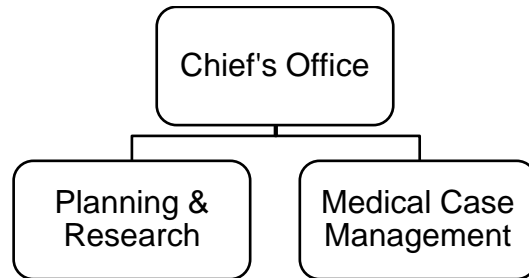 Chief's Office
Planning &
Research
Medical Case
Management